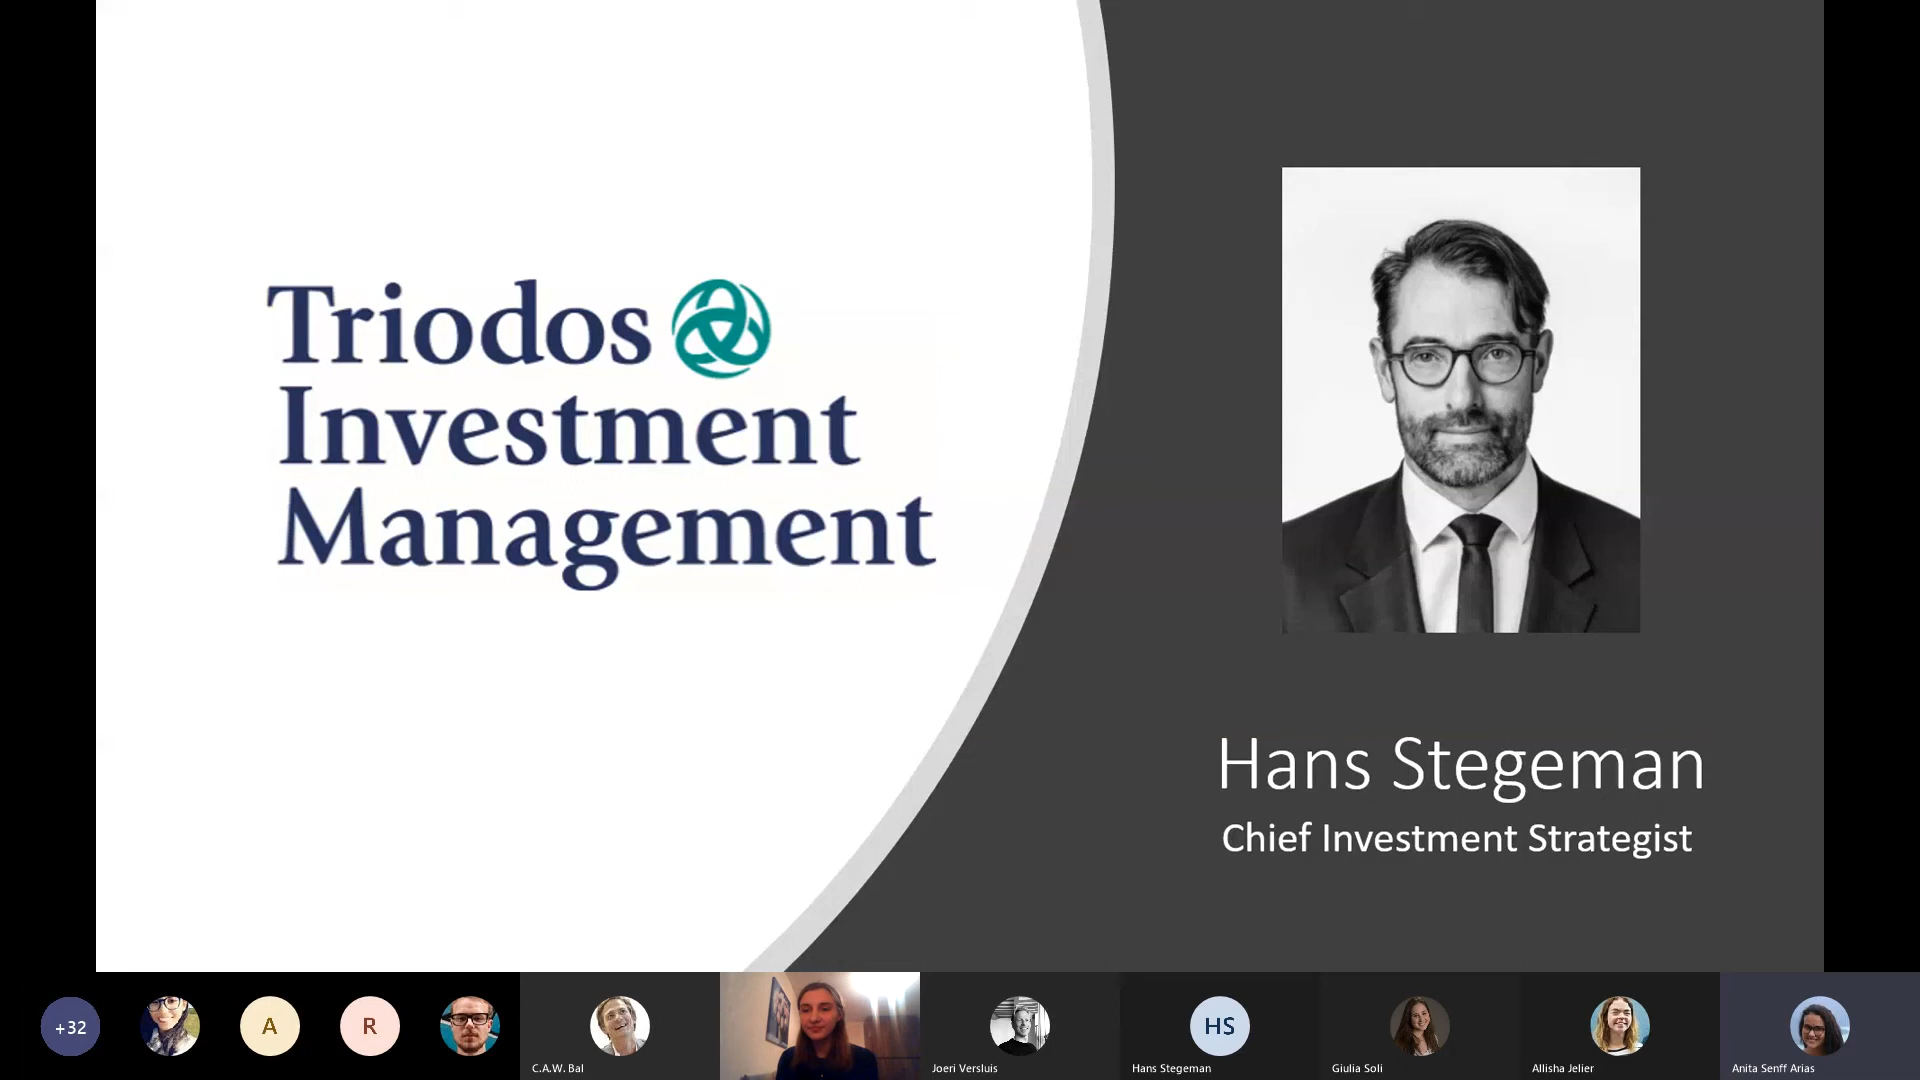 Triodos
Investment
Management
Hans Stegeman
Chief Investment Strategist
+32
A
R
C.A.W. Bal
Joeri Versluis
HS
Hans Stegeman
Giulia Soli
Allisha Jelier
Anita Senff Arias